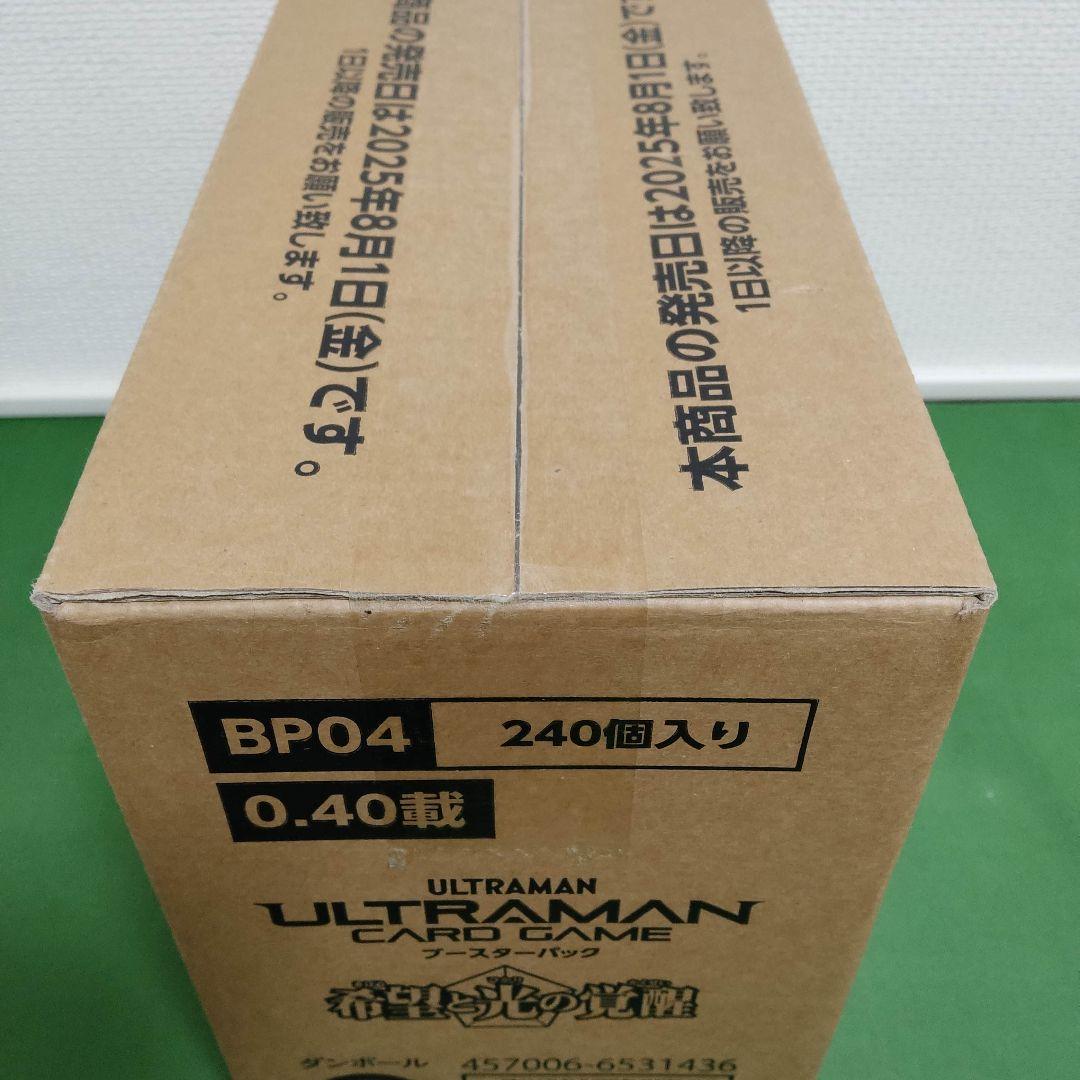 の発売日は2025年8月1日(金)です。
1日以降の販売をお願い致します。
本商品の発売日は2025年8月1日(金)で
1日以降の販売をお願い致します。
BP04
240個入り
0.40載
ULTRAMAN
ULTRAMAN
CARD GAME
ブースターパック
希望と光の覚醒
ダンボール 457006-6531436